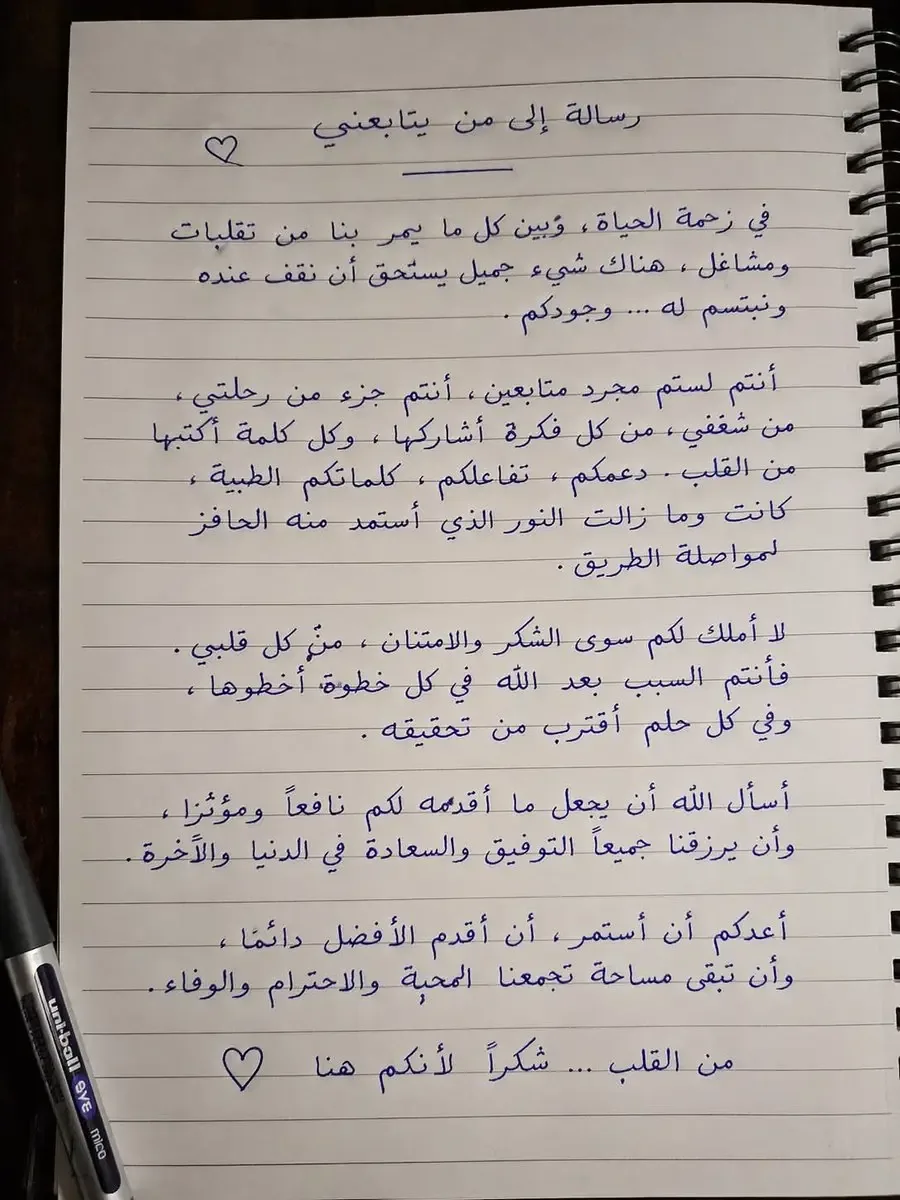 رسالة إلى من يتابعني
في زحمة الحياة، وبين كل ما يمر بنا من تقلبات
ومشاغل، هناك شيء جميل يستحق أن نقف عنده
ونبتسم له ... وجودكم.
أنتم لستم مجرد متابعين، أنتم جزء من رحلتي،
من شغفي، من كل فكرة أشاركها، وكل كلمة أكتبها
من القلب. دعمكم، تفاعلكم، كلماتكم الطيبة،
كانت وما زالت النور الذي أستمد منه الحافز
لمواصلة الطريق.
لا أملك لكم سوى الشكر والامتنان، من كل قلبي.
فأنتم السبب بعد الله في كل خطوة أخطوها،
وفي كل حلم أقترب من تحقيقه.
أسأل الله أن يجعل ما أقدمه لكم نافعاً ومؤثرا،
وأن يرزقنا جميعاً التوفيق والسعادة في الدنيا والآخرة.
أعدكم أن أستمر، أن أقدم الأفضل دائمًا،
وأن تبقى مساحة تجمعنا المحبة والاحترام والوفاء.
من القلب ... شكراً لأنكم هنا
uni-ball eye micro